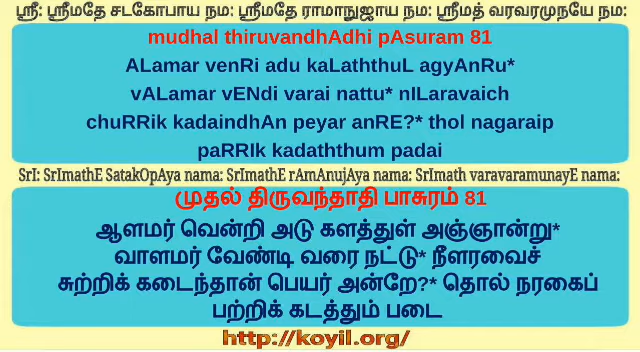 ஸ்ரீ: ஸ்ரீமதே சடகோபாய நம: ஸ்ரீமதே ராமாநுஜாய நம: ஸ்ரீமத் வரவரமுநயே நம:
mudhal thiruvandhAdhi pAsuram 81
ALamar venRi adu kaLaththuL agyAnRu*
vALamar vENdi varai nattu* nILaravaich
chuRRik kadaindhAn peyar anRE?* thol nagaraip
paRRIk kadaththum padai
SrI: SrImathE SatakOpAya nama: SrImathE rAmAnujAya nama: SrImath varavaramunayE nama:
முதல் திருவந்தாதி பாசுரம் 81
ஆளமர் வென்றி அடு களத்துள் அஞ்ஞான்று*
வாளமர் வேண்டி வரை நட்டு* நீளரவைச்
சுற்றிக் கடைந்தான் பெயர் அன்றே?* தொல் நரகைப்
பற்றிக் கடத்தும் படை
http://koyil.org/